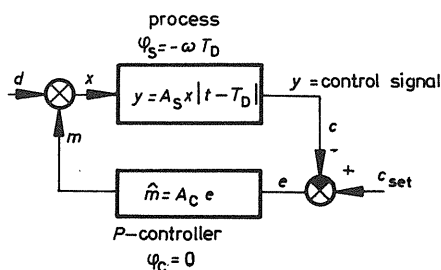 process
φS = −ω TD
d
x
y = AS x | t − TD |
y = control signal
m
c
-
+
m̂ = AC e
e
cset
P-controller
φC = 0